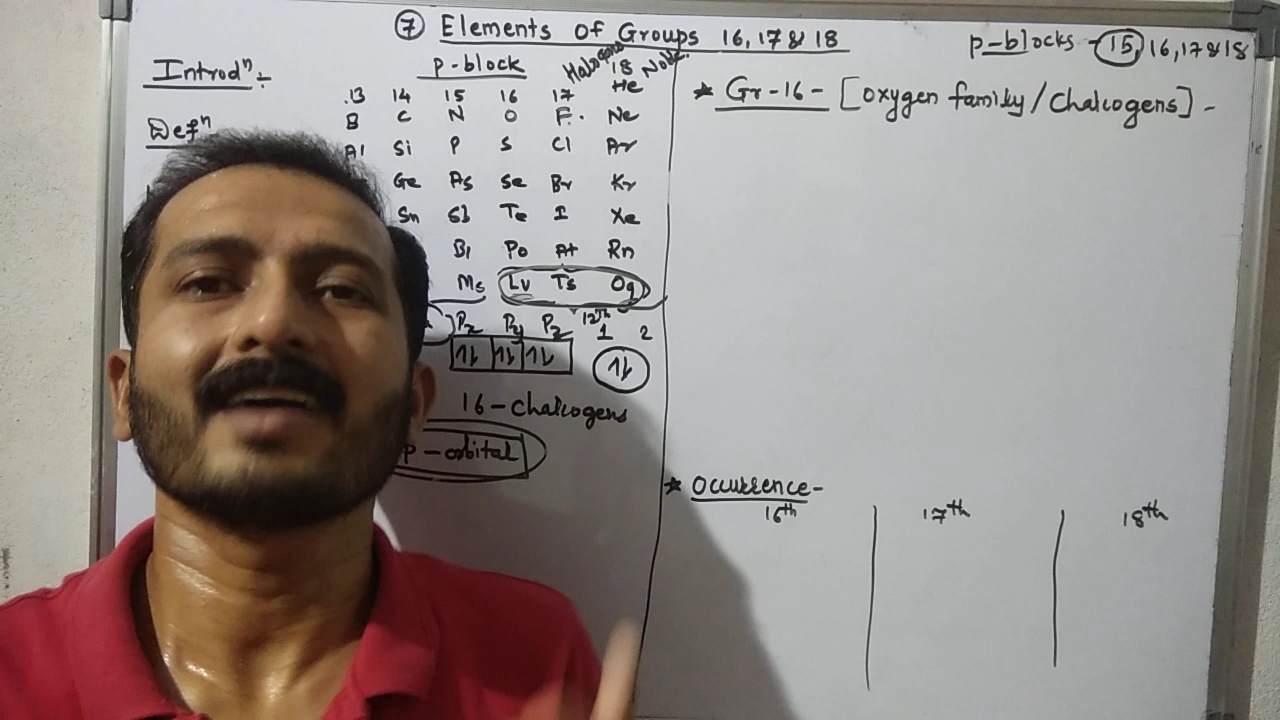 ⑦ Elements of Groups 16, 17 & 18
p-blocks - 15, 16, 17 & 18
Introdⁿ:-
p-block
Halogens
Noble.
13 14 15 16 17 18
He
B C N O F. Ne
Al Si P S Cl Ar
Ge As Se Br Kr
Sn Sb Te I Xe
Bi Po At Rn
Ms Lv Ts Og
Defⁿ
Px Py Pz 12th 1 2
16 - chalcogens
p - orbital
* Gr-16 - [Oxygen family/Chalcogens] -
* Occurrence -
16th 17th 18th